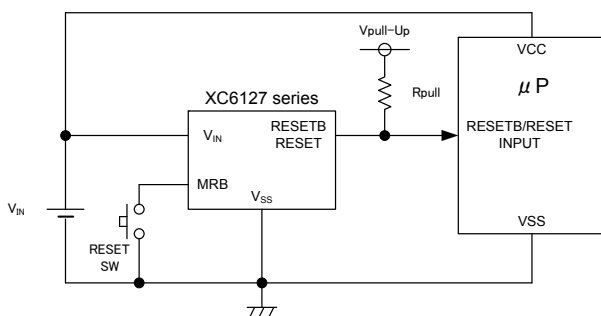 Vpull-Up
VCC
μP
Rpull
XC6127 series
RESETB
RESET
VIN
RESETB/RESET
INPUT
MRB
VSS
VIN
RESET
SW
VSS